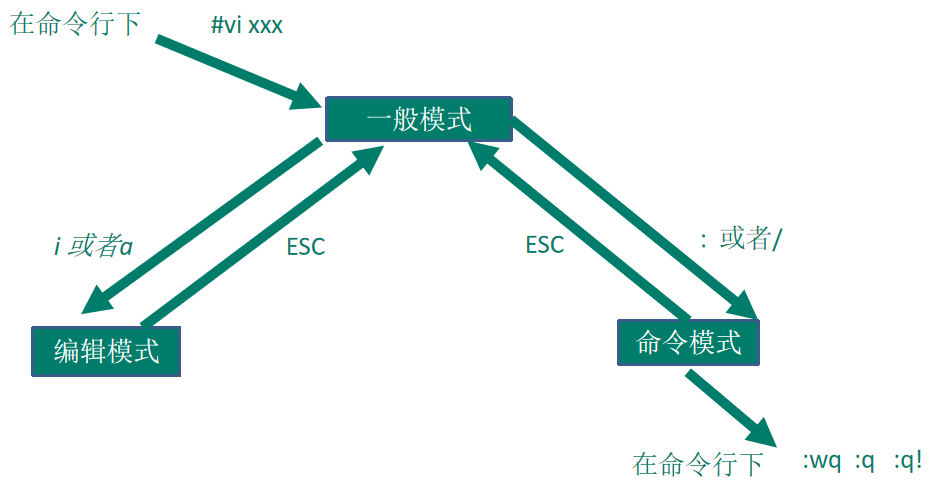 在命令行下 #vi xxx
一般模式
i 或者a
ESC
ESC
: 或者/
编辑模式
命令模式
在命令行下 :wq :q :q!